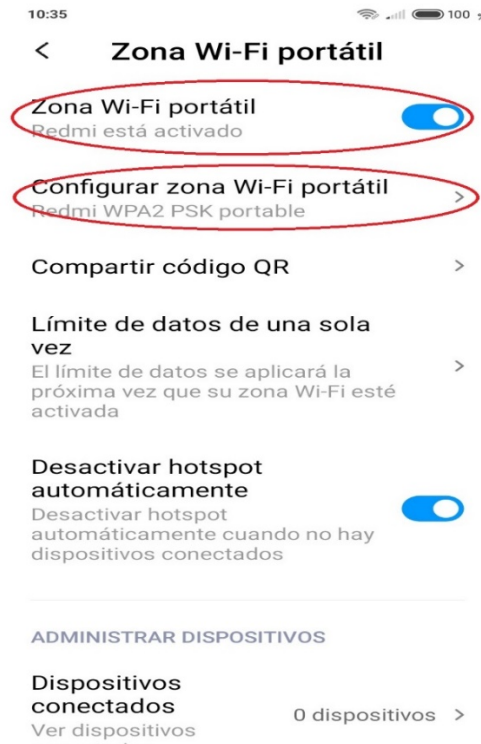 10:35 100
< Zona Wi-Fi portátil
Zona Wi-Fi portátil
Redmi está activado
Configurar zona Wi-Fi portátil >
Redmi WPA2 PSK portable
Compartir código QR >
Límite de datos de una sola
vez
El límite de datos se aplicará la
próxima vez que su zona Wi-Fi esté
activada >
Desactivar hotspot
automáticamente
Desactivar hotspot
automáticamente cuando no hay
dispositivos conectados
ADMINISTRAR DISPOSITIVOS
Dispositivos
conectados
0 dispositivos >
Ver dispositivos